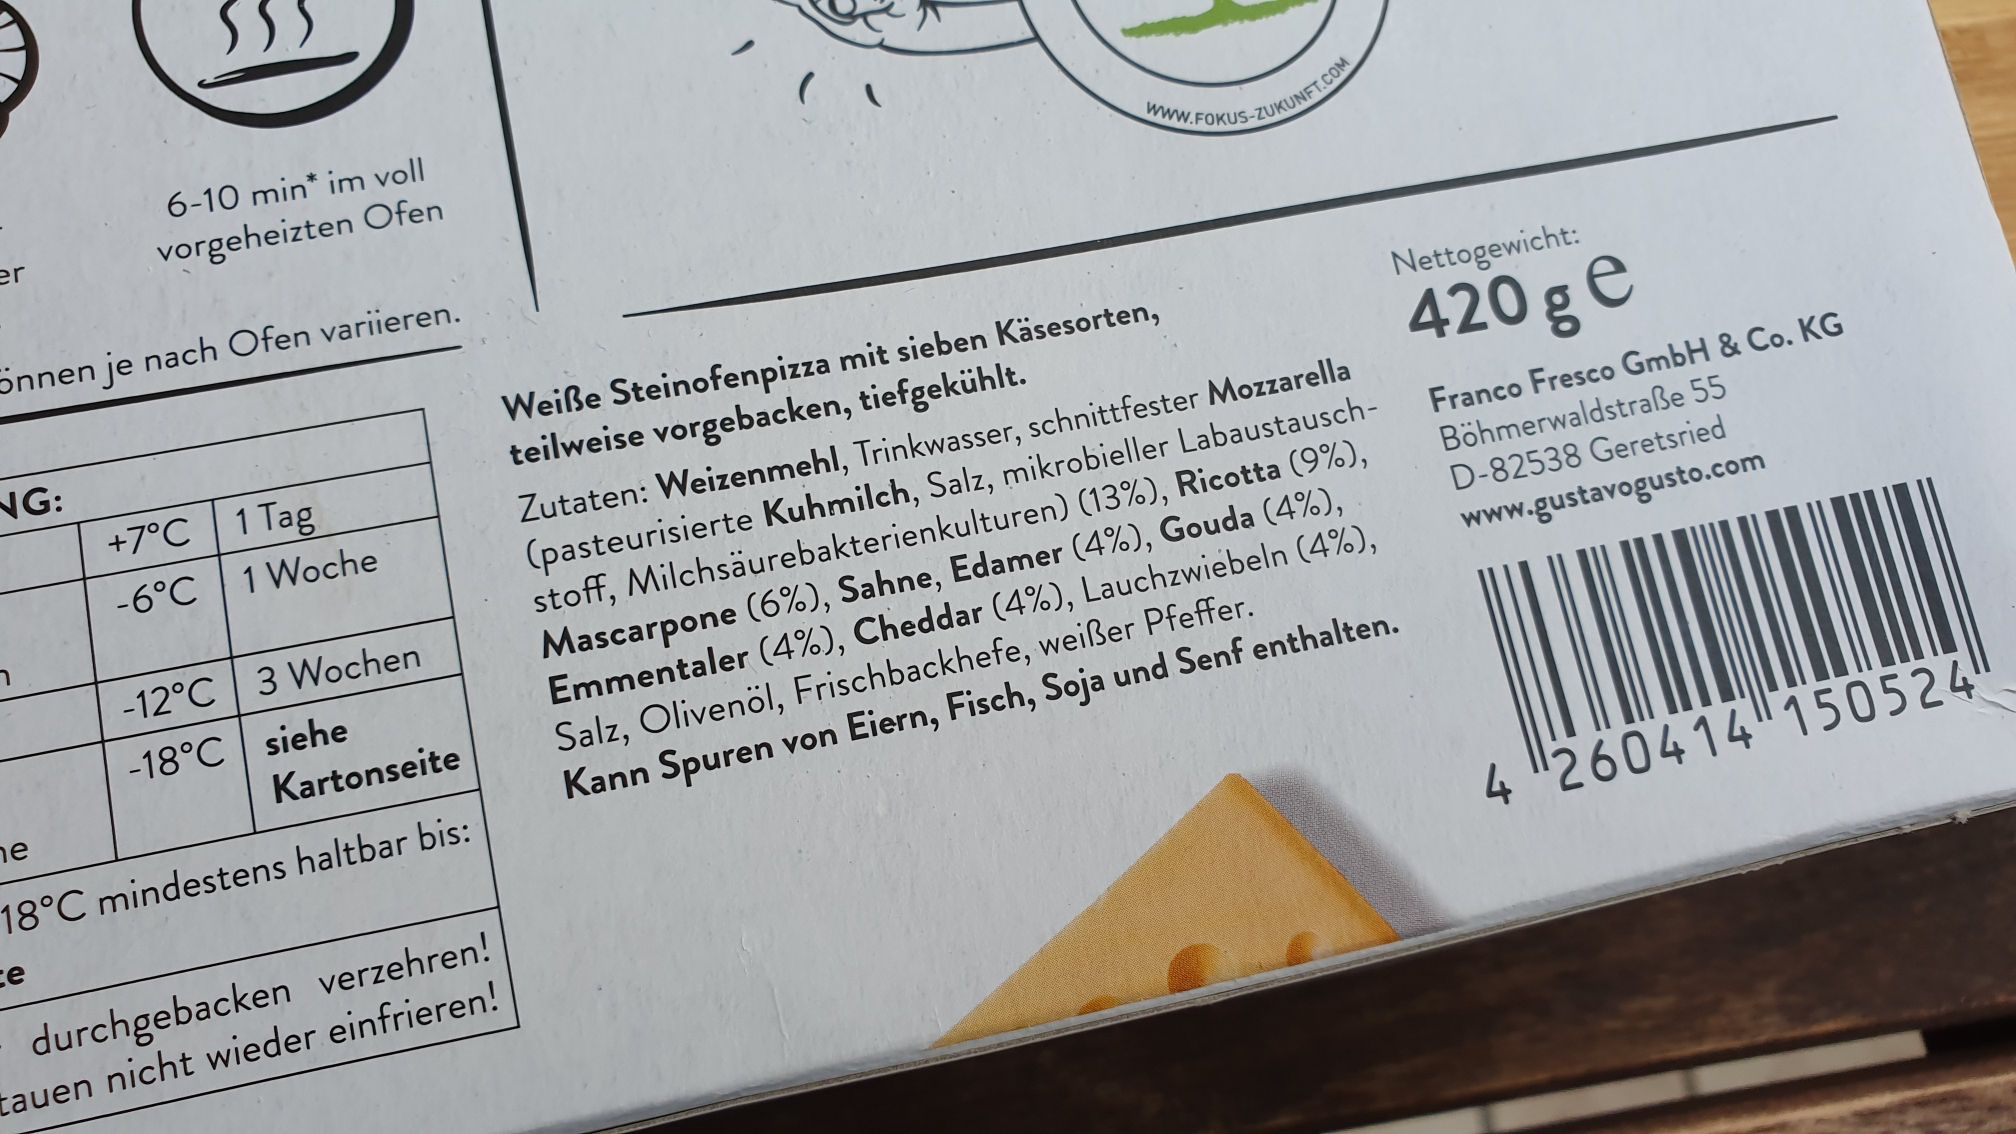 WWW.FOKUS-ZUKUNFT.COM
6-10 min* im voll
vorgeheizten Ofen
er
önnen je nach Ofen variieren.
NG:
+7°C 1 Tag
-6°C 1 Woche
-12°C 3 Wochen
-18°C siehe
Kartonseite
18°C mindestens haltbar bis:
durchgebacken verzehren!
tauen nicht wieder einfrieren!
Weiße Steinofenpizza mit sieben Käsesorten,
teilweise vorgebacken, tiefgekühlt.
Zutaten: Weizenmehl, Trinkwasser, schnittfester Mozzarella
(pasteurisierte Kuhmilch, Salz, mikrobieller Labaustausch-
stoff, Milchsäurebakterienkulturen) (13%), Ricotta (9%),
Mascarpone (6%), Sahne, Edamer (4%), Gouda (4%),
Emmentaler (4%), Cheddar (4%), Lauchzwiebeln (4%),
Salz, Olivenöl, Frischbackhefe, weißer Pfeffer.
Kann Spuren von Eiern, Fisch, Soja und Senf enthalten.
Nettogewicht:
420 g e
Franco Fresco GmbH & Co. KG
Böhmerwaldstraße 55
D-82538 Geretsried
www.gustavogusto.com
4 260414 150524